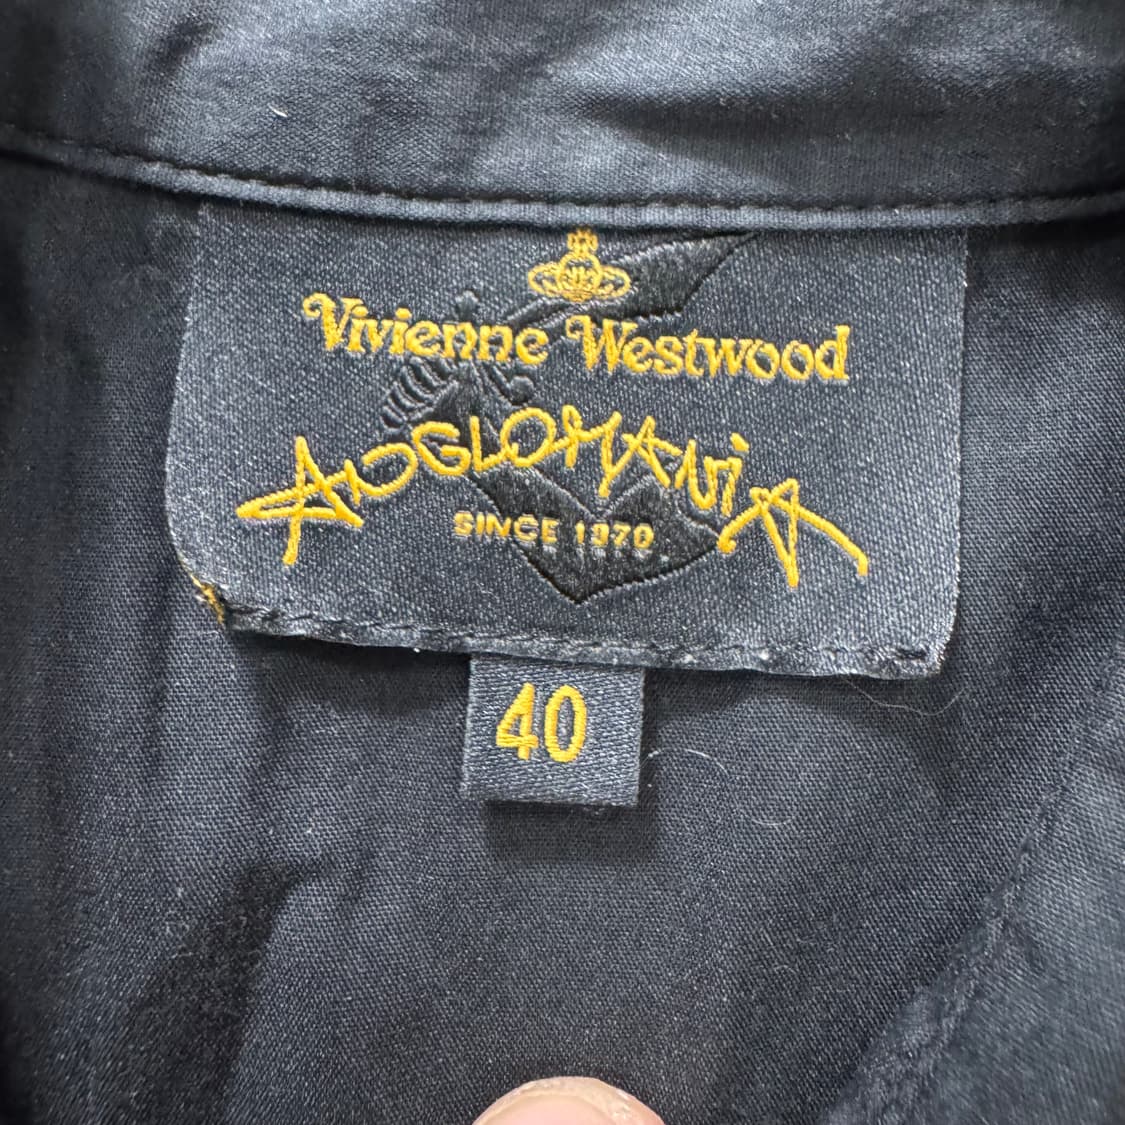 Vivienne Westwood
ANGLOMANiA
SINCE 1970
40